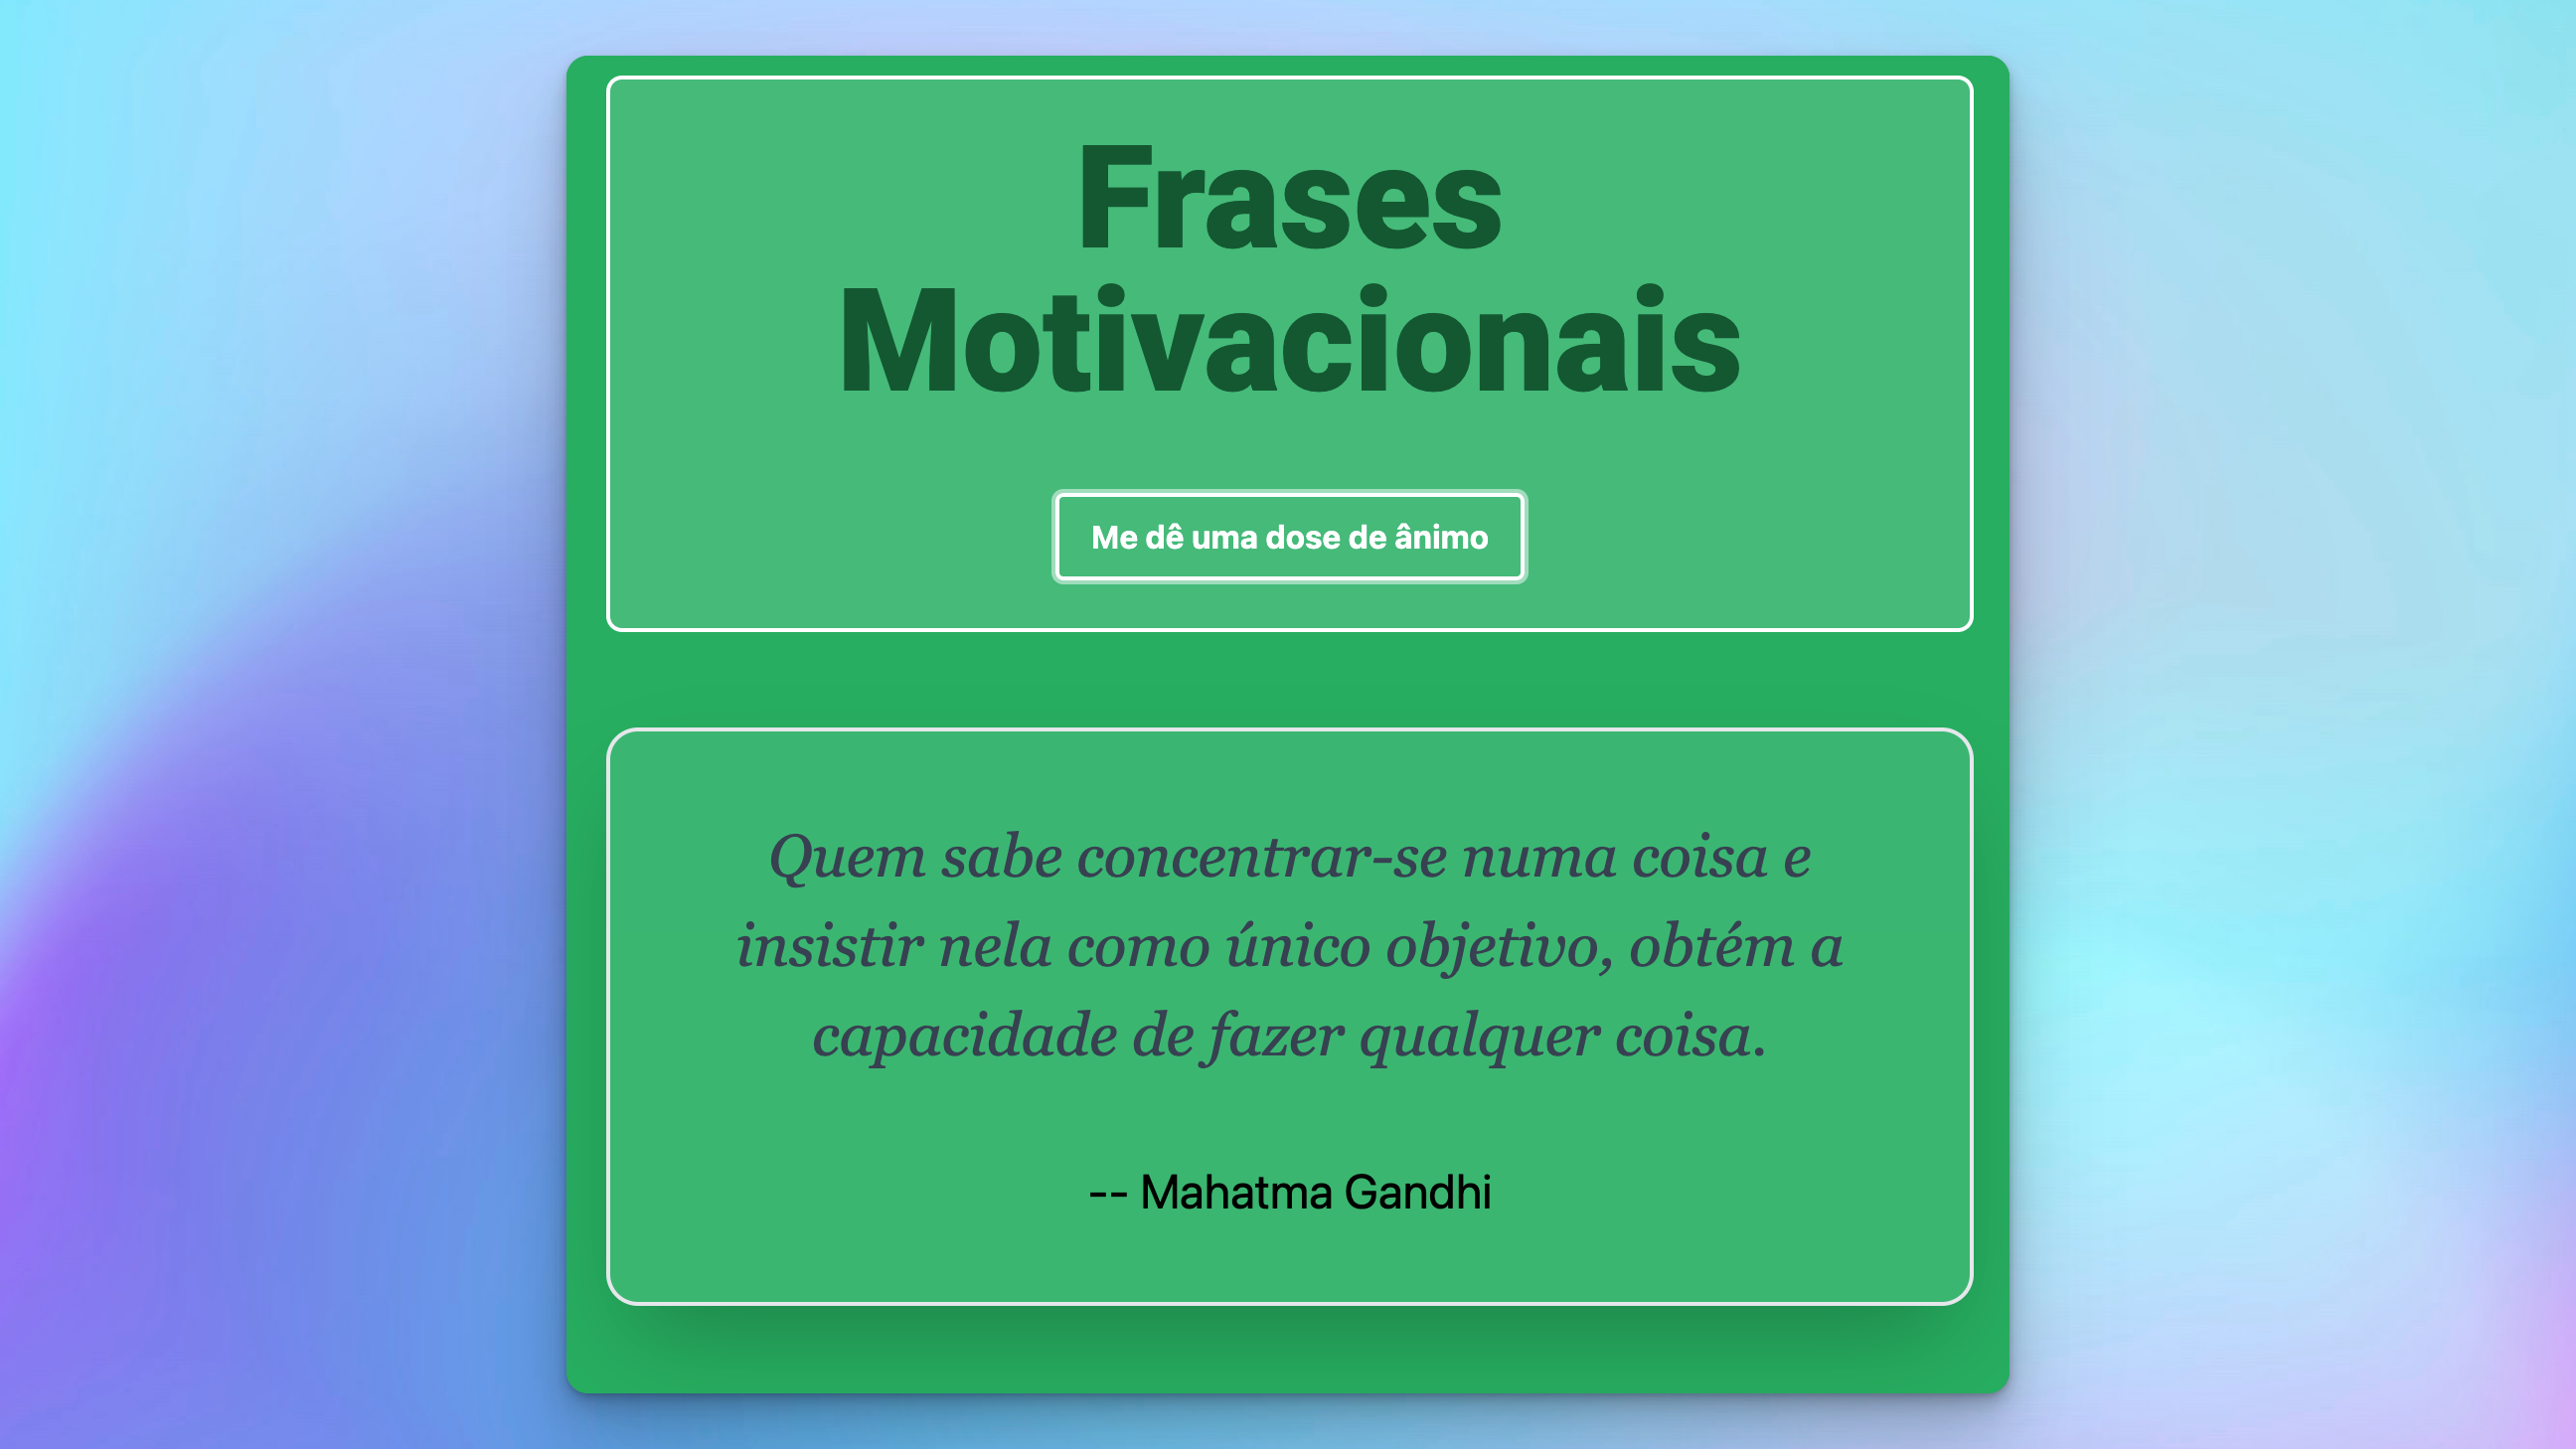 Frases
Motivacionais
Me dê uma dose de ânimo
Quem sabe concentrar-se numa coisa e
insistir nela como único objetivo, obtém a
capacidade de fazer qualquer coisa.
-- Mahatma Gandhi